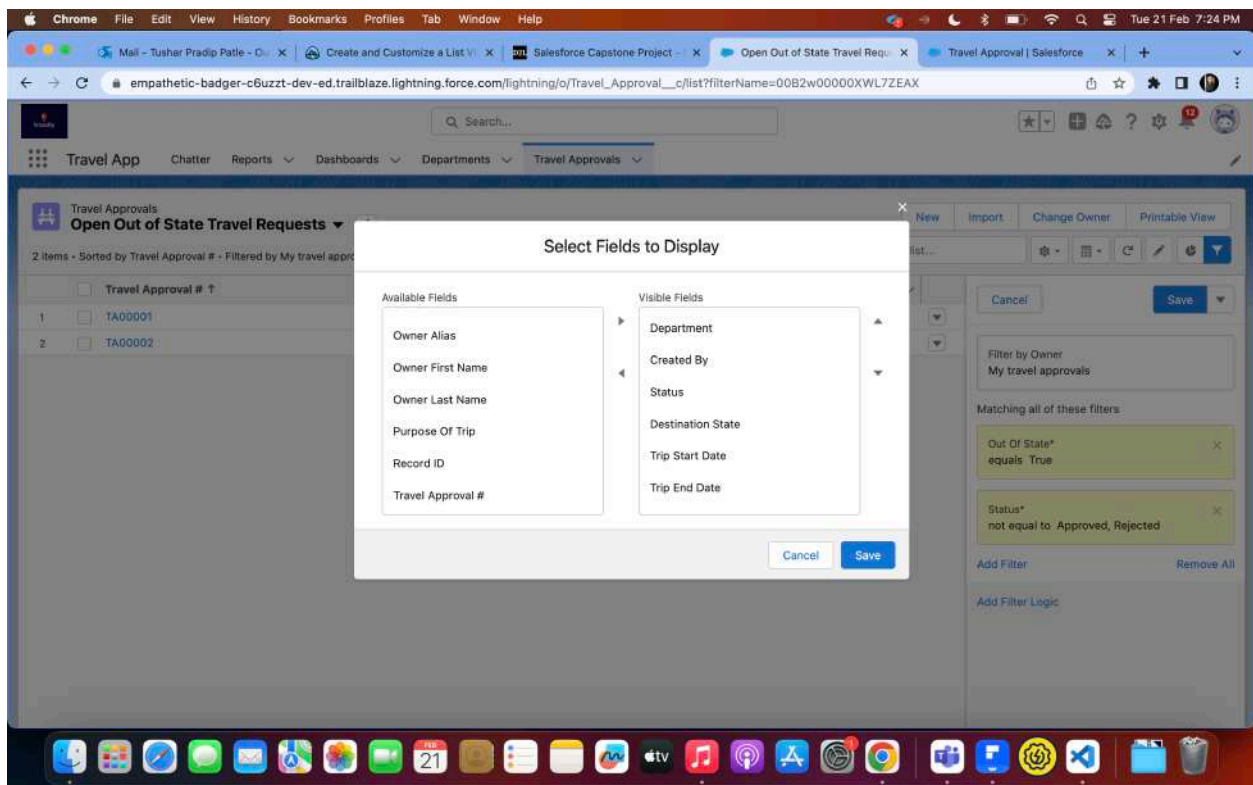 Chrome File Edit View History Bookmarks Profiles Tab Window Help Tue 21 Feb 7:24 PM
Mail - Tushar Pradip Patle - Ou Create and Customize a List Vi Salesforce Capstone Project - Open Out of State Travel Requ Travel Approval | Salesforce
empathetic-badger-c6uzzt-dev-ed.trailblaze.lightning.force.com/lightning/o/Travel_Approval__c/list?filterName=00B2w00000XWL7ZEAX
Search... 12
Travel App Chatter Reports Dashboards Departments Travel Approvals
Travel Approvals
Open Out of State Travel Requests
New Import Change Owner Printable View
2 items • Sorted by Travel Approval # • Filtered by My travel appro
list...
Select Fields to Display
Travel Approval # ↑
1 TA00001
2 TA00002
Available Fields
Owner Alias
Owner First Name
Owner Last Name
Purpose Of Trip
Record ID
Travel Approval #
Visible Fields
Department
Created By
Status
Destination State
Trip Start Date
Trip End Date
Cancel Save
Cancel Save
Filter by Owner
My travel approvals
Matching all of these filters
Out Of State*
equals True
Status*
not equal to Approved, Rejected
Add Filter Remove All
Add Filter Logic
FEB
21
tv
1